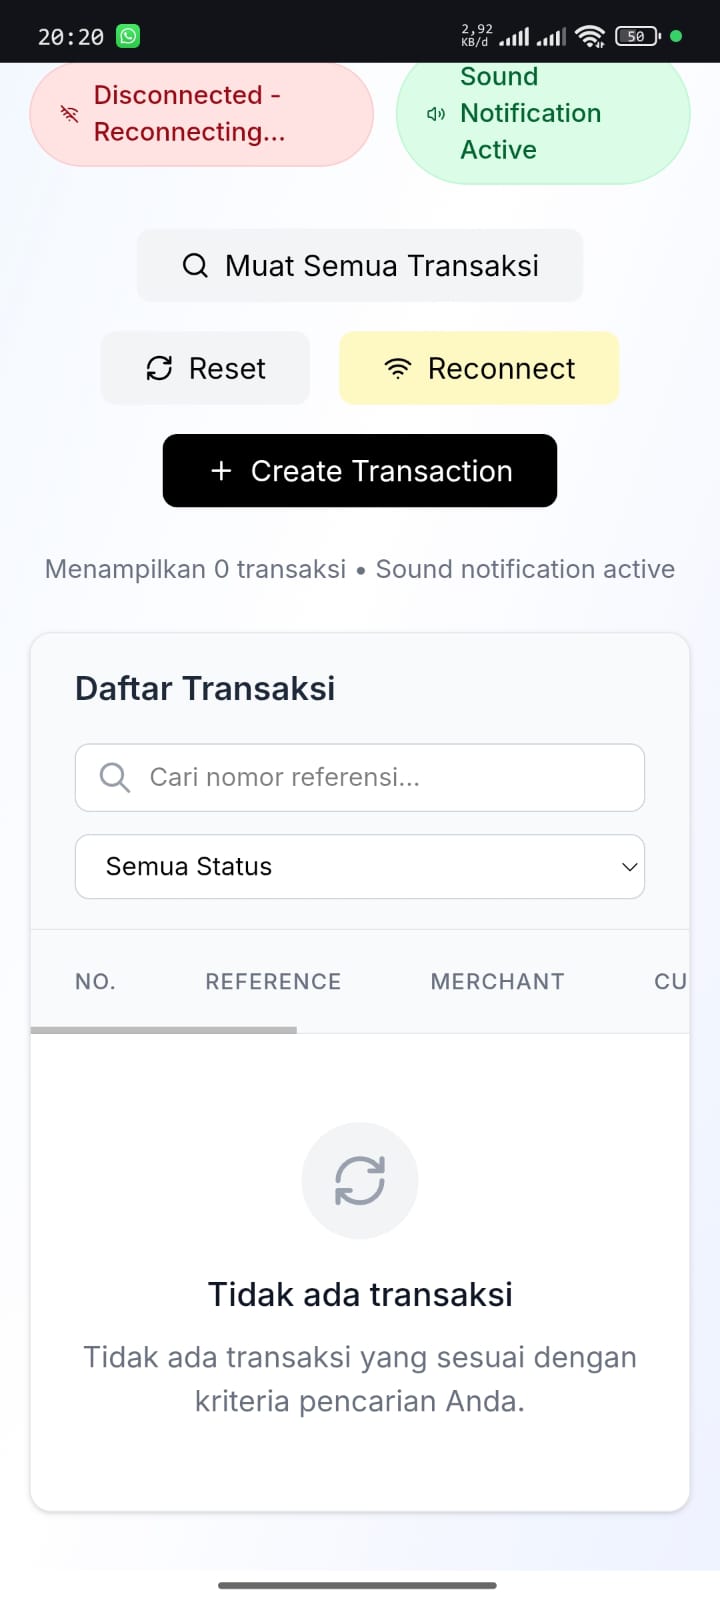 20:20
2,92
KB/d
50
Disconnected -
Reconnecting...
Sound
Notification
Active
Muat Semua Transaksi
Reset
Reconnect
+ Create Transaction
Menampilkan 0 transaksi • Sound notification active
Daftar Transaksi
Cari nomor referensi...
Semua Status
NO. REFERENCE MERCHANT CU
Tidak ada transaksi
Tidak ada transaksi yang sesuai dengan
kriteria pencarian Anda.